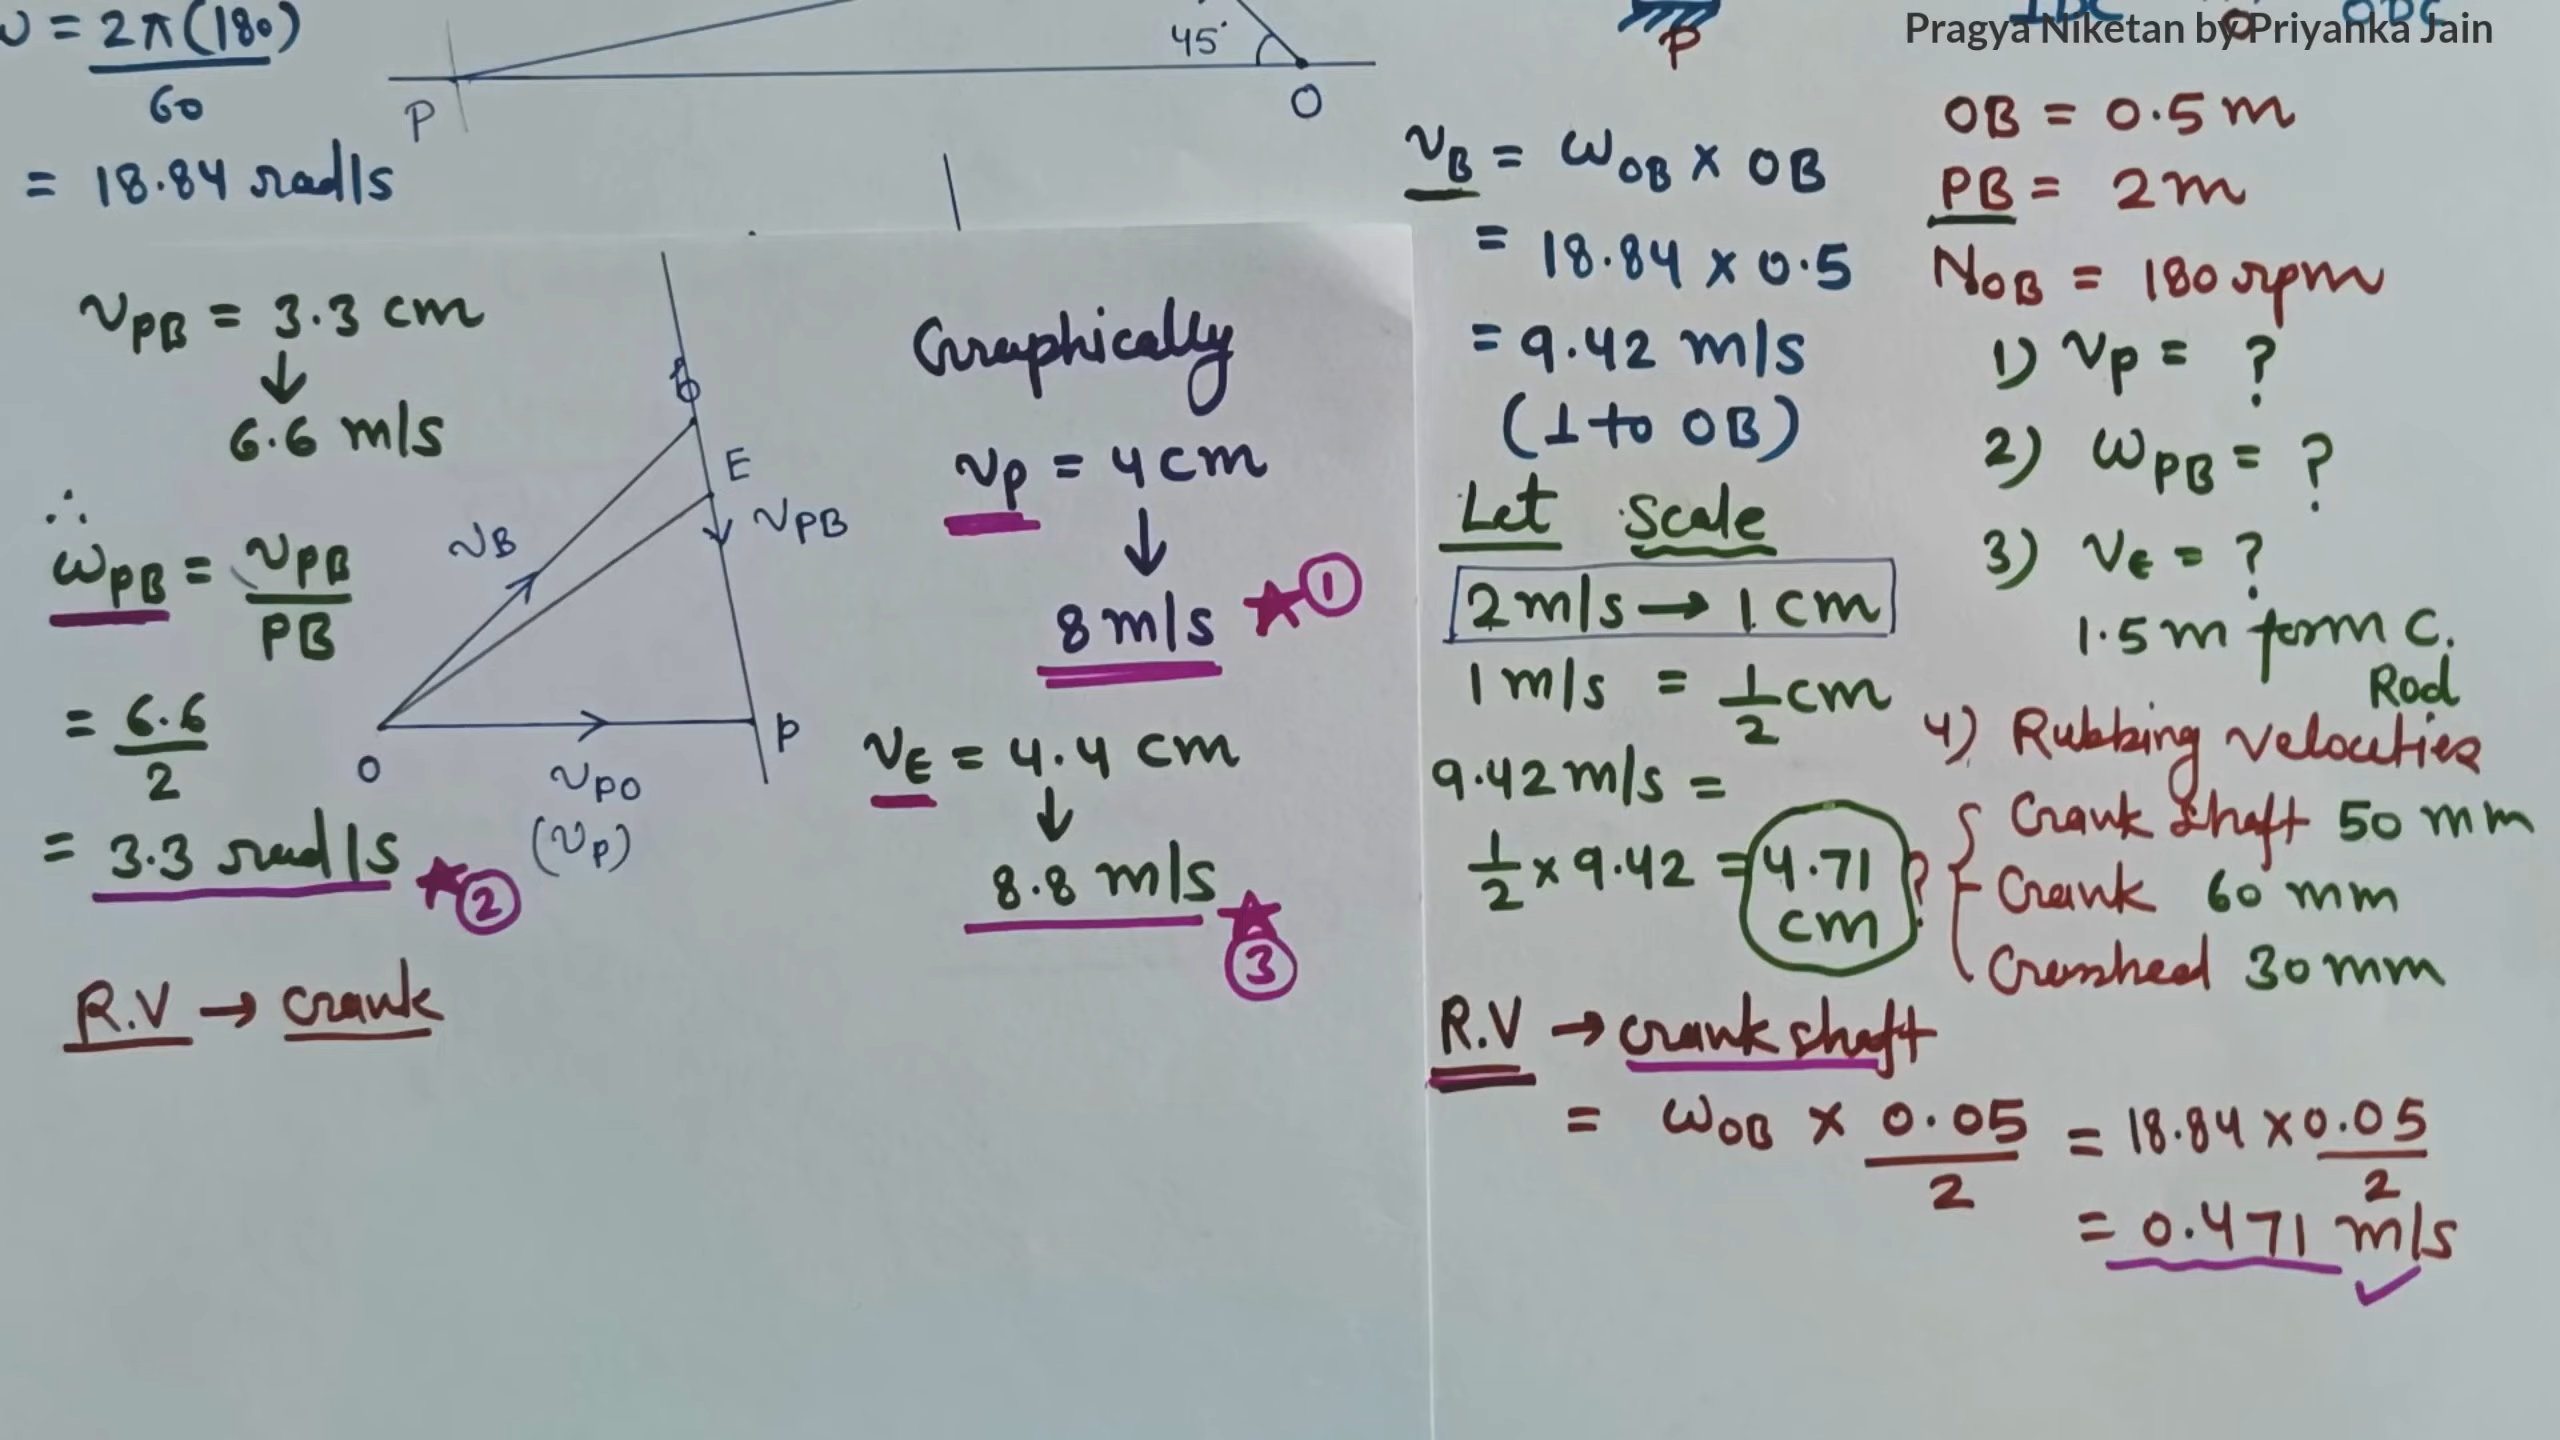 Pragya Niketan by Priyanka Jain
ω = 2π(180)
60
= 18.84 rad/s
P
45°
O
P
O
OB = 0.5 m
PB = 2m
N_OB = 180 rpm
1) v_P = ?
2) ω_PB = ?
3) v_E = ?
1.5 m form C.
Rod
4) Rubbing velocities
Crank shaft 50 mm
Crank 60 mm
Crosshead 30 mm
v_B = ω_OB × OB
= 18.84 × 0.5
= 9.42 m/s
(⊥ to OB)
Let Scale
2m/s → 1 cm
1 m/s = 1/2 cm
9.42 m/s =
1/2 × 9.42 = 4.71
cm
?
R.V → crank shaft
= ω_OB × 0.05/2 = 18.84 × 0.05/2
= 0.471 m/s
v_PB = 3.3 cm
↓
6.6 m/s
∴
ω_PB = v_PB/PB
= 6.6/2
= 3.3 rad/s ★ 2
R.V → crank
b
E
v_PB
v_B
o
p
v_PO
(v_P)
Graphically
v_P = 4 cm
↓
8 m/s ★ 1
v_E = 4.4 cm
↓
8.8 m/s ★ 3